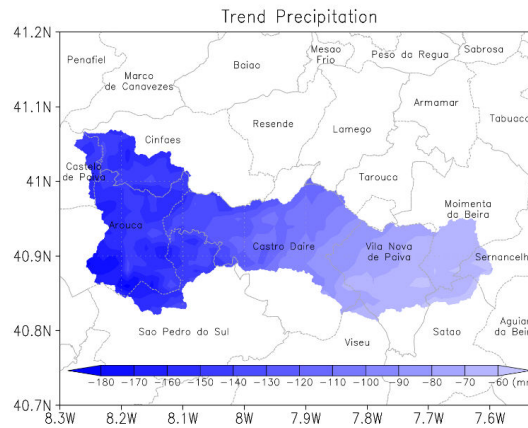 Trend Precipitation
41.2N
Penafiel
Marco
de Canavezes
Baiao
Mesao
Frio
Peso da Regua
Sabrosa
41.1N
Cinfaes
Resende
Lamego
Armamar
Tabuaco
Castelo
de Paiva
41N
Tarouca
Moimenta
da Beira
Arouca
40.9N
Castro Daire
Vila Nova
de Paiva
Sernancelh
40.8N
Sao Pedro do Sul
Viseu
Satao
Aguia
da Bei
-180 -170 -160 -150 -140 -130 -120 -110 -100 -90 -80 -70 -60 (m
40.7N
8.3W 8.2W 8.1W 8W 7.9W 7.8W 7.7W 7.6W